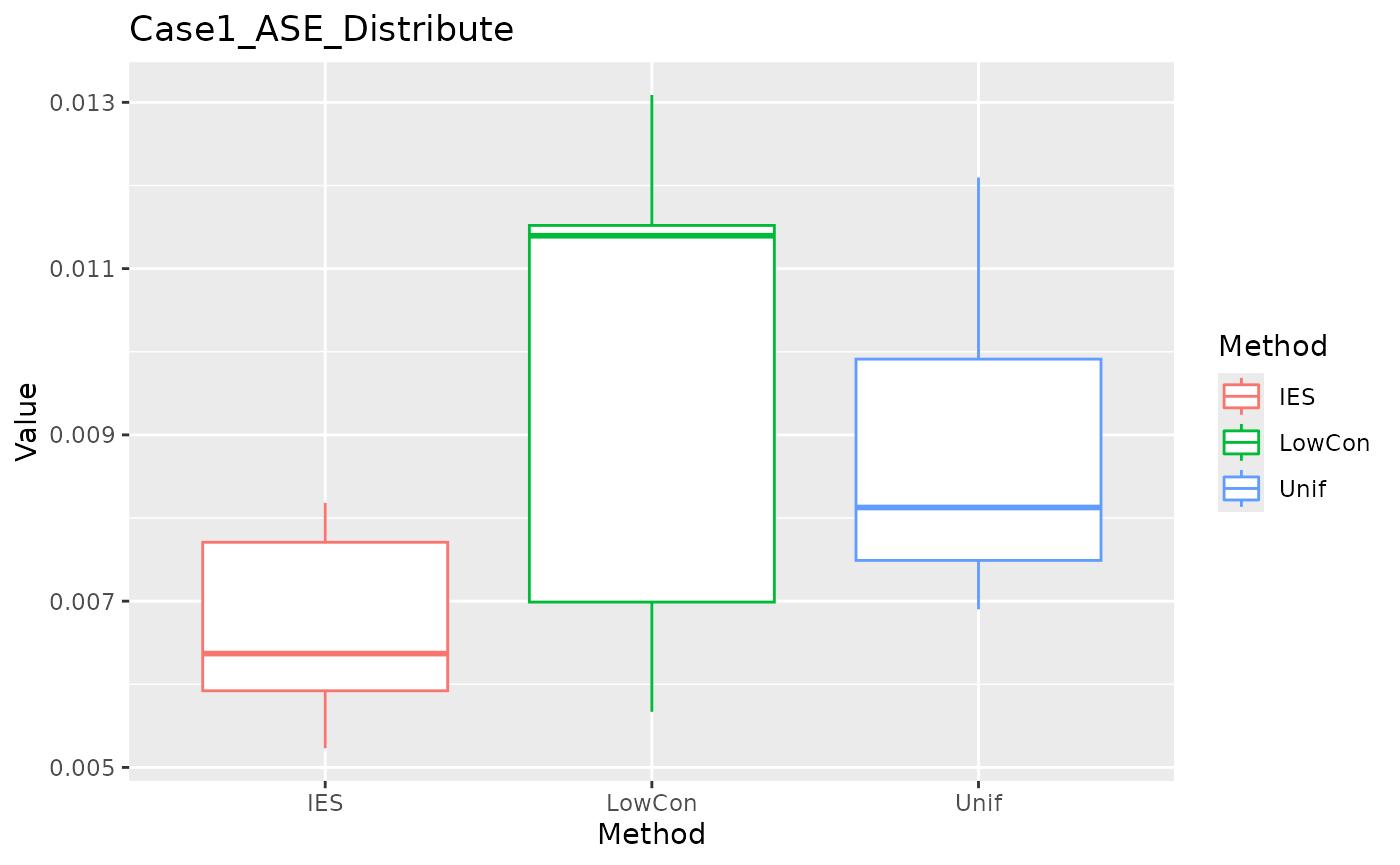 Case1_ASE_Distribute
0.013
0.011
0.009
0.007
0.005
Value
IES
LowCon
Unif
Method
Method
IES
LowCon
Unif